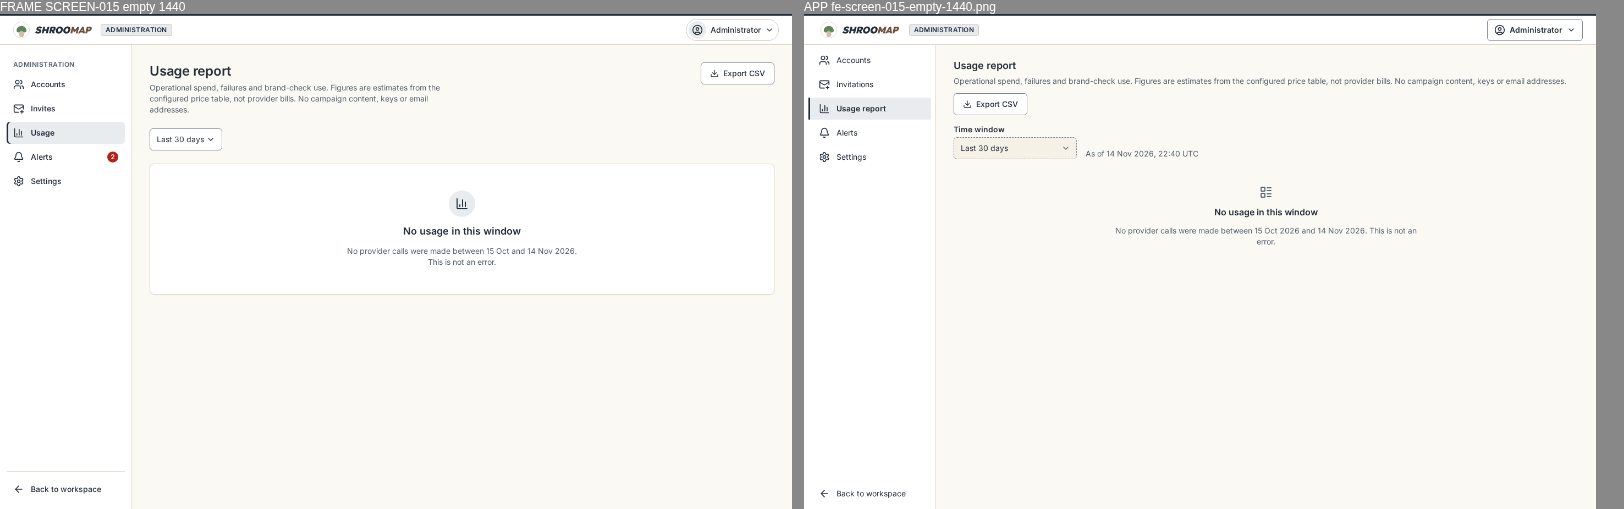 FRAME SCREEN-015 empty 1440
SHROOMAP ADMINISTRATION
Administrator
ADMINISTRATION
Accounts
Invites
Usage
Alerts 2
Settings
Back to workspace
Usage report
Operational spend, failures and brand-check use. Figures are estimates from the
configured price table, not provider bills. No campaign content, keys or email
addresses.
Export CSV
Last 30 days
No usage in this window
No provider calls were made between 15 Oct and 14 Nov 2026.
This is not an error.
APP fe-screen-015-empty-1440.png
SHROOMAP ADMINISTRATION
Administrator
Accounts
Invitations
Usage report
Alerts
Settings
Back to workspace
Usage report
Operational spend, failures and brand-check use. Figures are estimates from the configured price table, not provider bills. No campaign content, keys or email addresses.
Export CSV
Time window
Last 30 days
As of 14 Nov 2026, 22:40 UTC
No usage in this window
No provider calls were made between 15 Oct 2026 and 14 Nov 2026. This is not an
error.